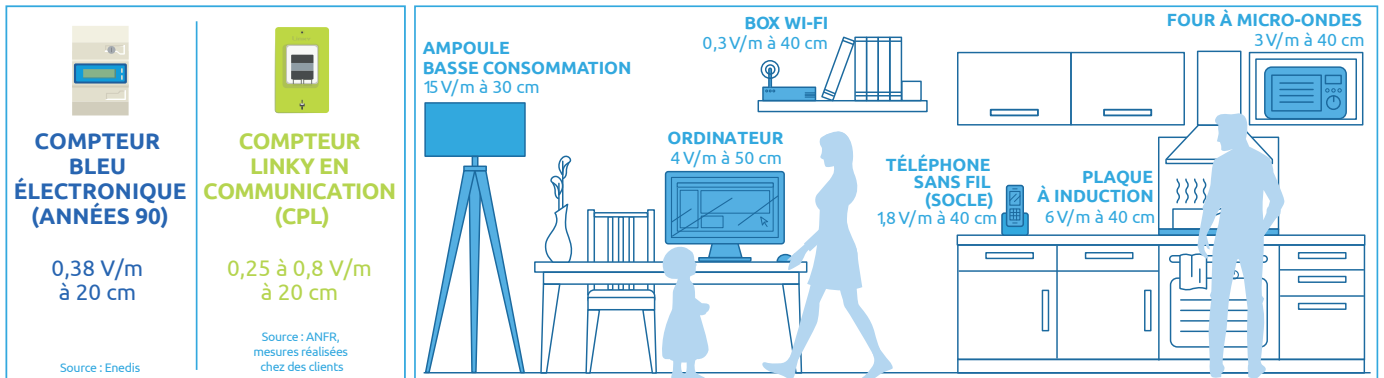 COMPTEUR
BLEU
ÉLECTRONIQUE
(ANNÉES 90)
0,38 V/m
à 20 cm
Source : Enedis
COMPTEUR
LINKY EN
COMMUNICATION
(CPL)
0,25 à 0,8 V/m
à 20 cm
Source : ANFR,
mesures réalisées
chez des clients
AMPOULE
BASSE CONSOMMATION
15 V/m à 30 cm
BOX WI-FI
0,3 V/m à 40 cm
FOUR À MICRO-ONDES
3 V/m à 40 cm
ORDINATEUR
4 V/m à 50 cm
TÉLÉPHONE
SANS FIL
(SOCLE)
1,8 V/m à 40 cm
PLAQUE
À INDUCTION
6 V/m à 40 cm